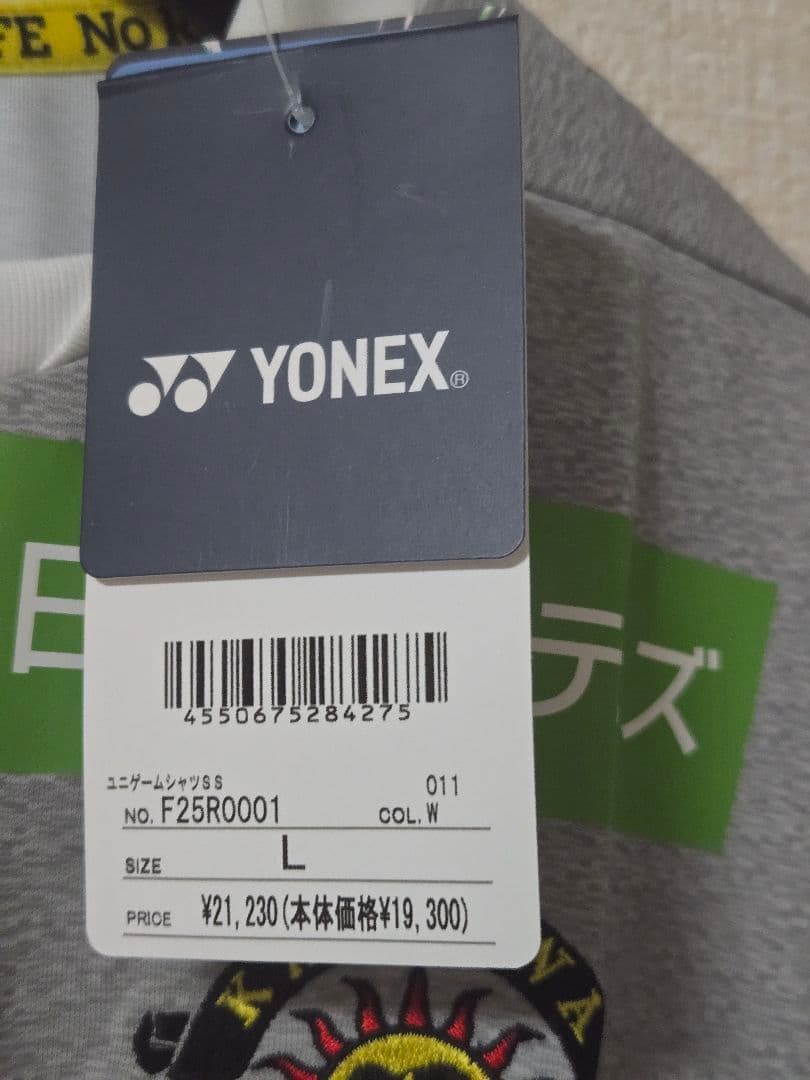 FE No
YONEX®
日
テズ
4550675284275
ユニゲームシャツSS 011
NO. F25R0001 COL. W
SIZE L
PRICE ¥21,230(本体価格¥19,300)